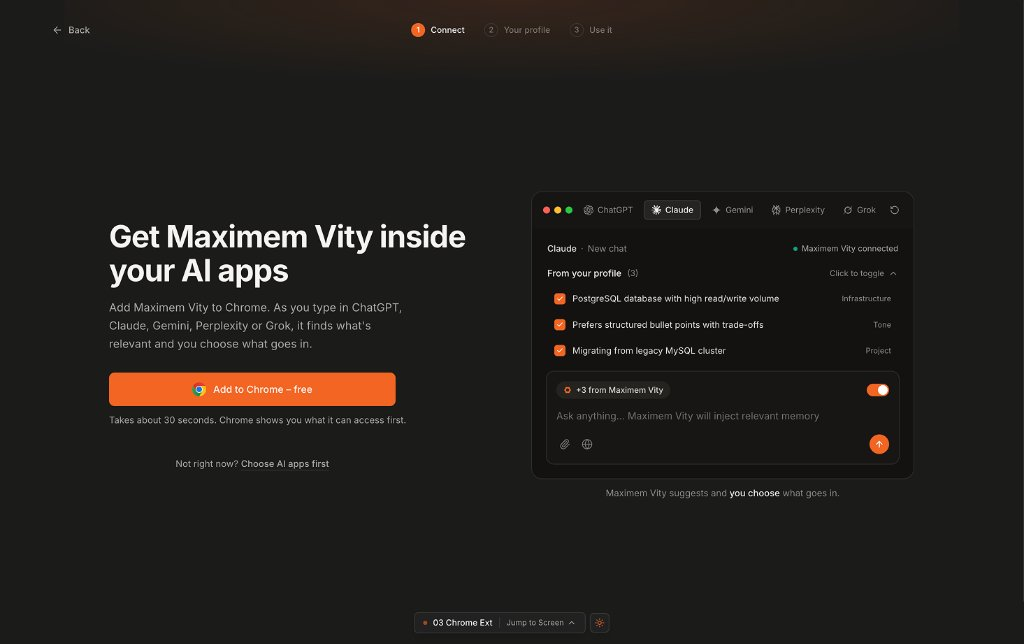 Back
1 Connect 2 Your profile 3 Use it
Get Maximem Vity inside
your AI apps
Add Maximem Vity to Chrome. As you type in ChatGPT,
Claude, Gemini, Perplexity or Grok, it finds what's
relevant and you choose what goes in.
Add to Chrome – free
Takes about 30 seconds. Chrome shows you what it can access first.
Not right now? Choose AI apps first
ChatGPT Claude Gemini Perplexity Grok
Claude · New chat Maximem Vity connected
From your profile (3) Click to toggle
PostgreSQL database with high read/write volume Infrastructure
Prefers structured bullet points with trade-offs Tone
Migrating from legacy MySQL cluster Project
+3 from Maximem Vity
Ask anything... Maximem Vity will inject relevant memory
Maximem Vity suggests and you choose what goes in.
03 Chrome Ext Jump to Screen